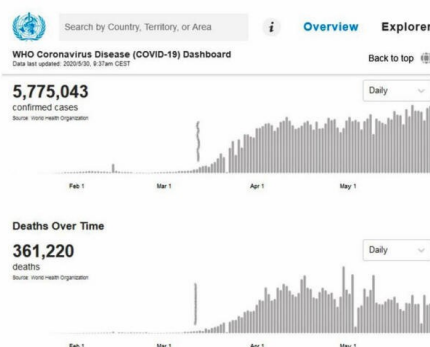 Search by Country, Territory, or Area
i
Overview
Explorer
WHO Coronavirus Disease (COVID-19) Dashboard
Data last updated: 2020/5/30, 9:37am CEST
Back to top
5,775,043
confirmed cases
Source: World Health Organization
Daily
Feb 1 Mar 1 Apr 1 May 1
Deaths Over Time
361,220
deaths
Source: World Health Organization
Daily
Feb 1 Mar 1 Apr 1 May 1